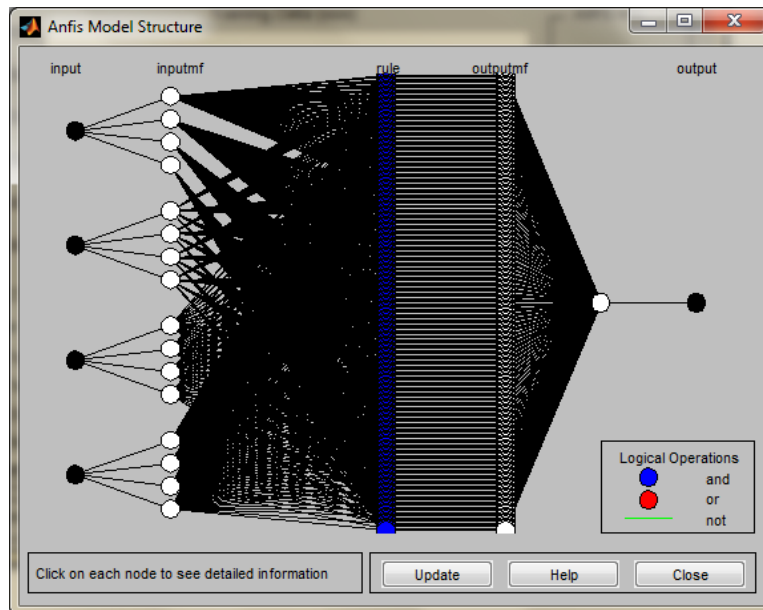 Anfis Model Structure
input inputmf rule outputmf output
Logical Operations
and
or
not
Click on each node to see detailed information
Update Help Close